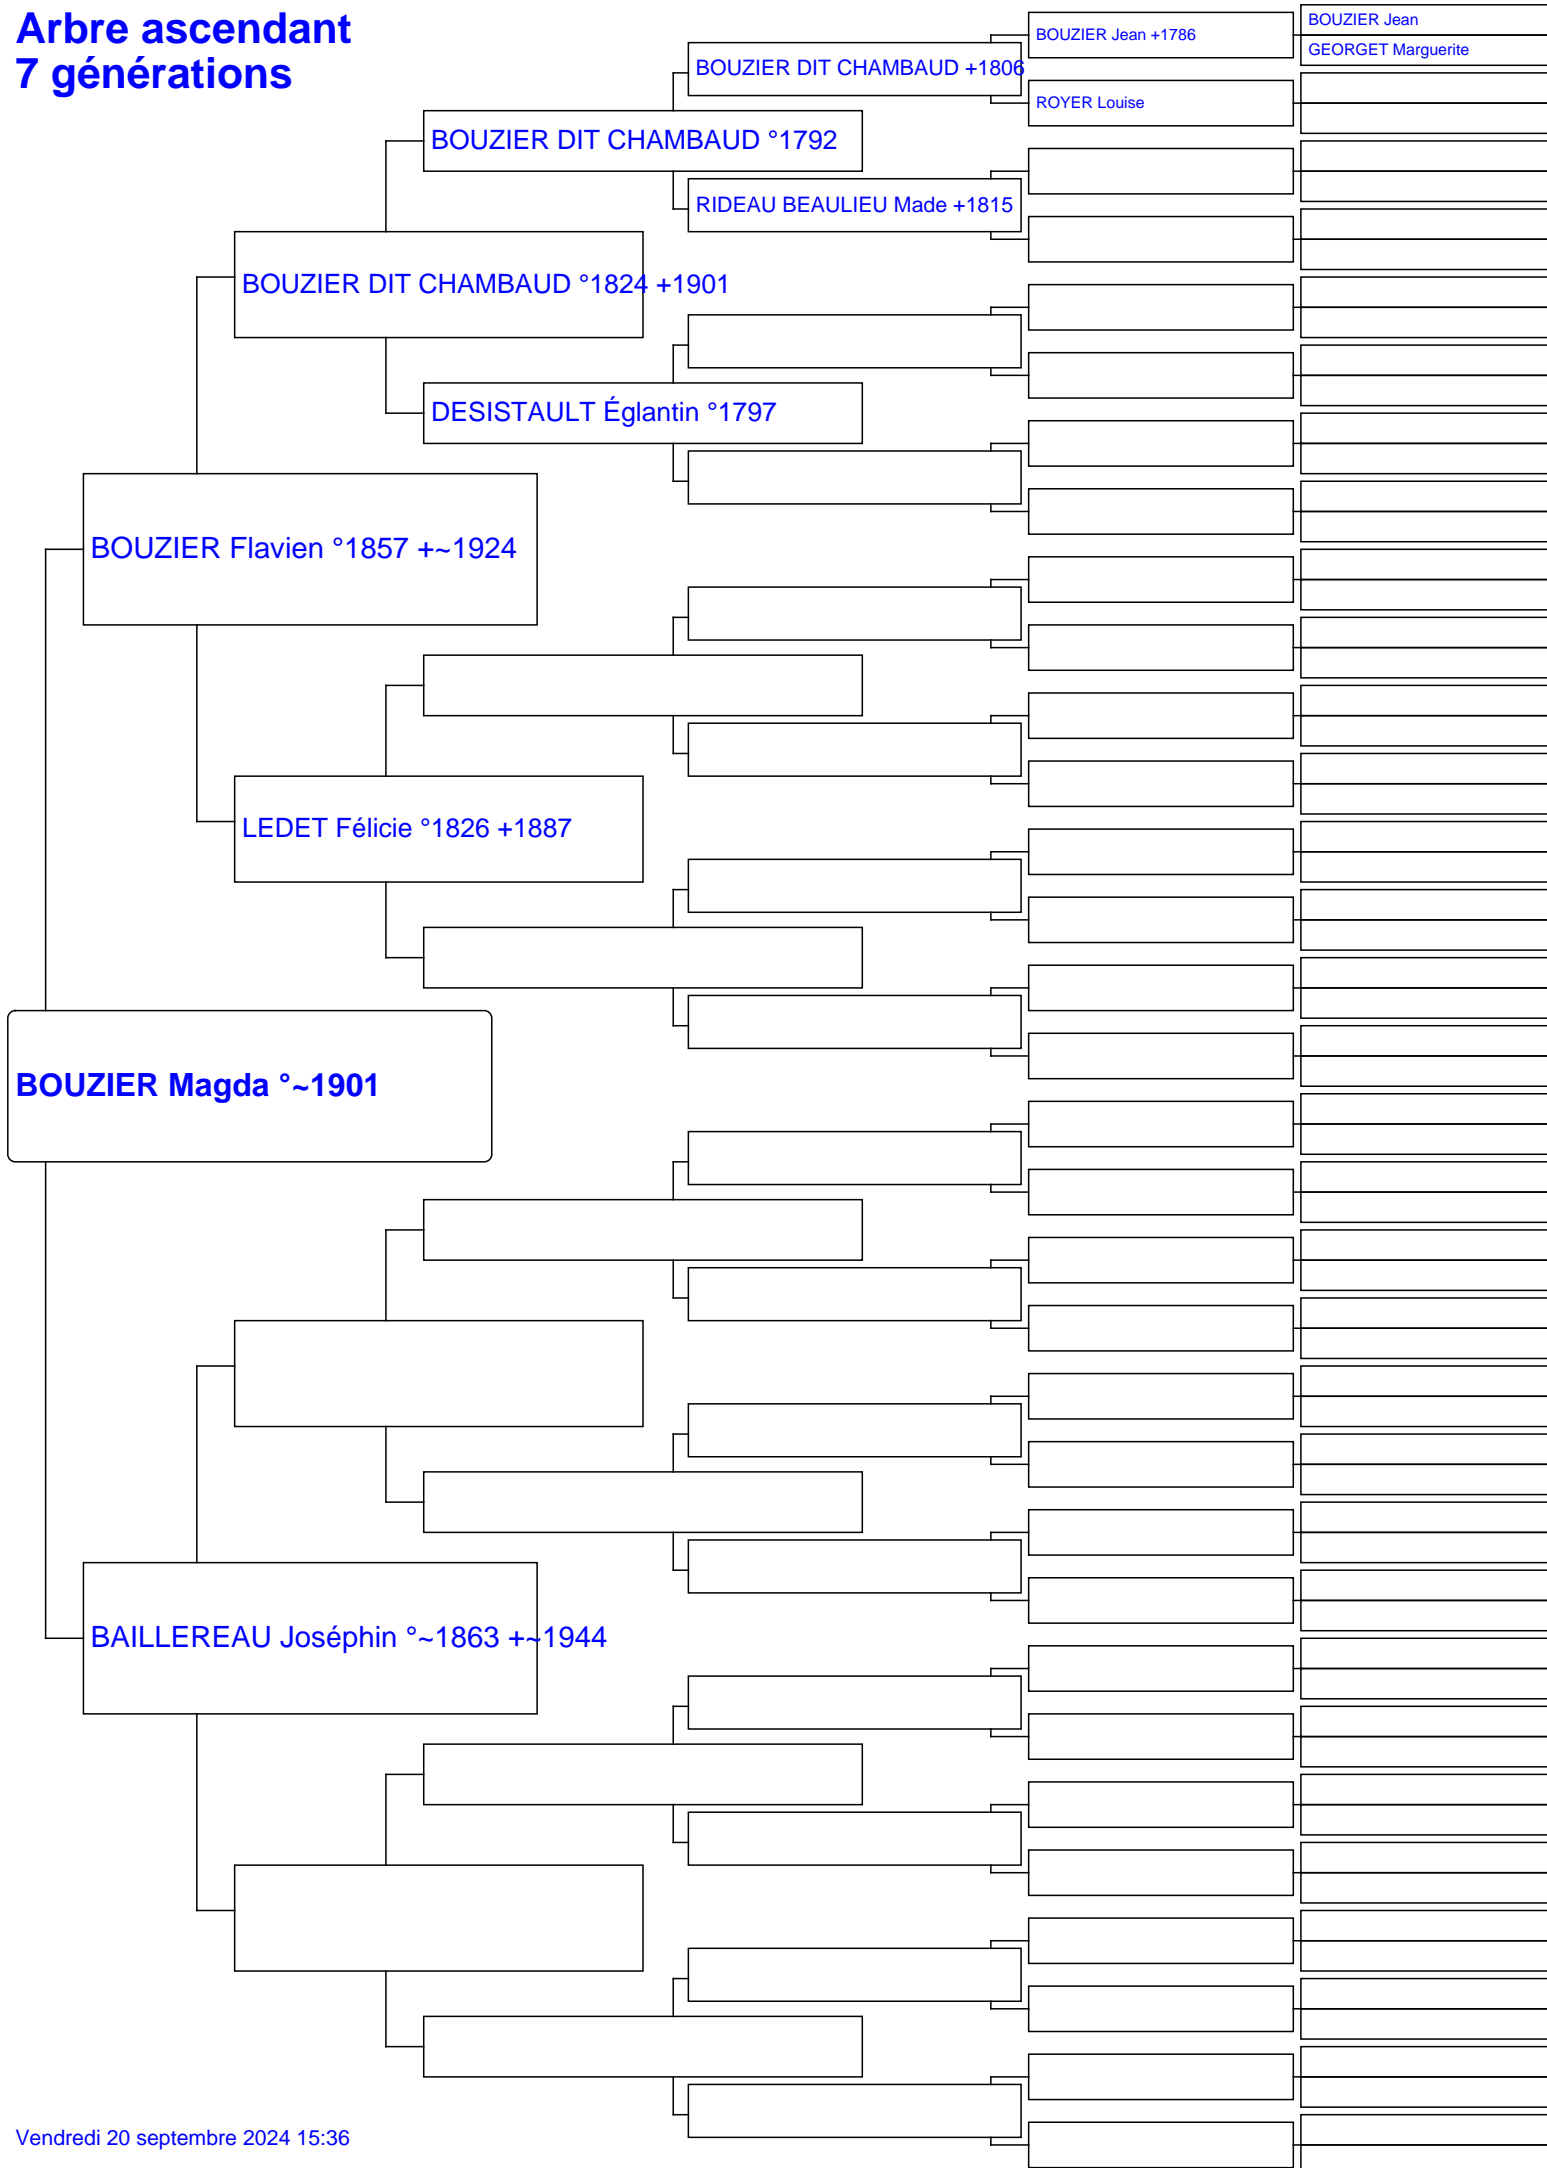 Arbre ascendant
7 générations
BOUZIER Jean
GEORGET Marguerite
BOUZIER Jean +1786
BOUZIER DIT CHAMBAUD +1806
ROYER Louise
BOUZIER DIT CHAMBAUD °1792
RIDEAU BEAULIEU Made +1815
BOUZIER DIT CHAMBAUD °1824 +1901
DESISTAULT Églantin °1797
BOUZIER Flavien °1857 +~1924
LEDET Félicie °1826 +1887
BOUZIER Magda °~1901
BAILLEREAU Joséphin °~1863 +~1944
Vendredi 20 septembre 2024 15:36